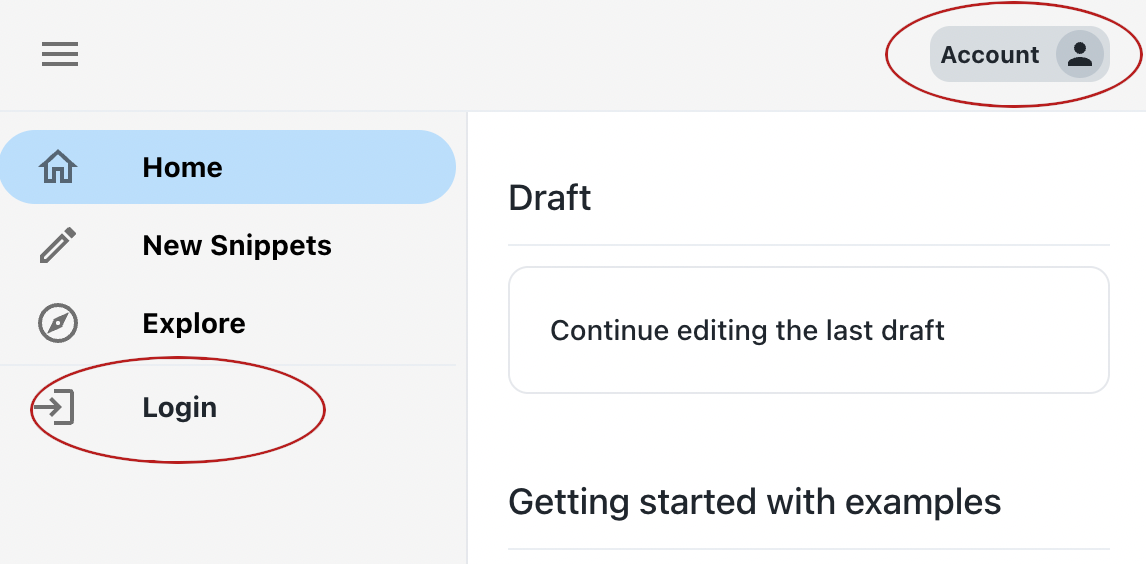 Account
Home
New Snippets
Explore
Login
Draft
Continue editing the last draft
Getting started with examples